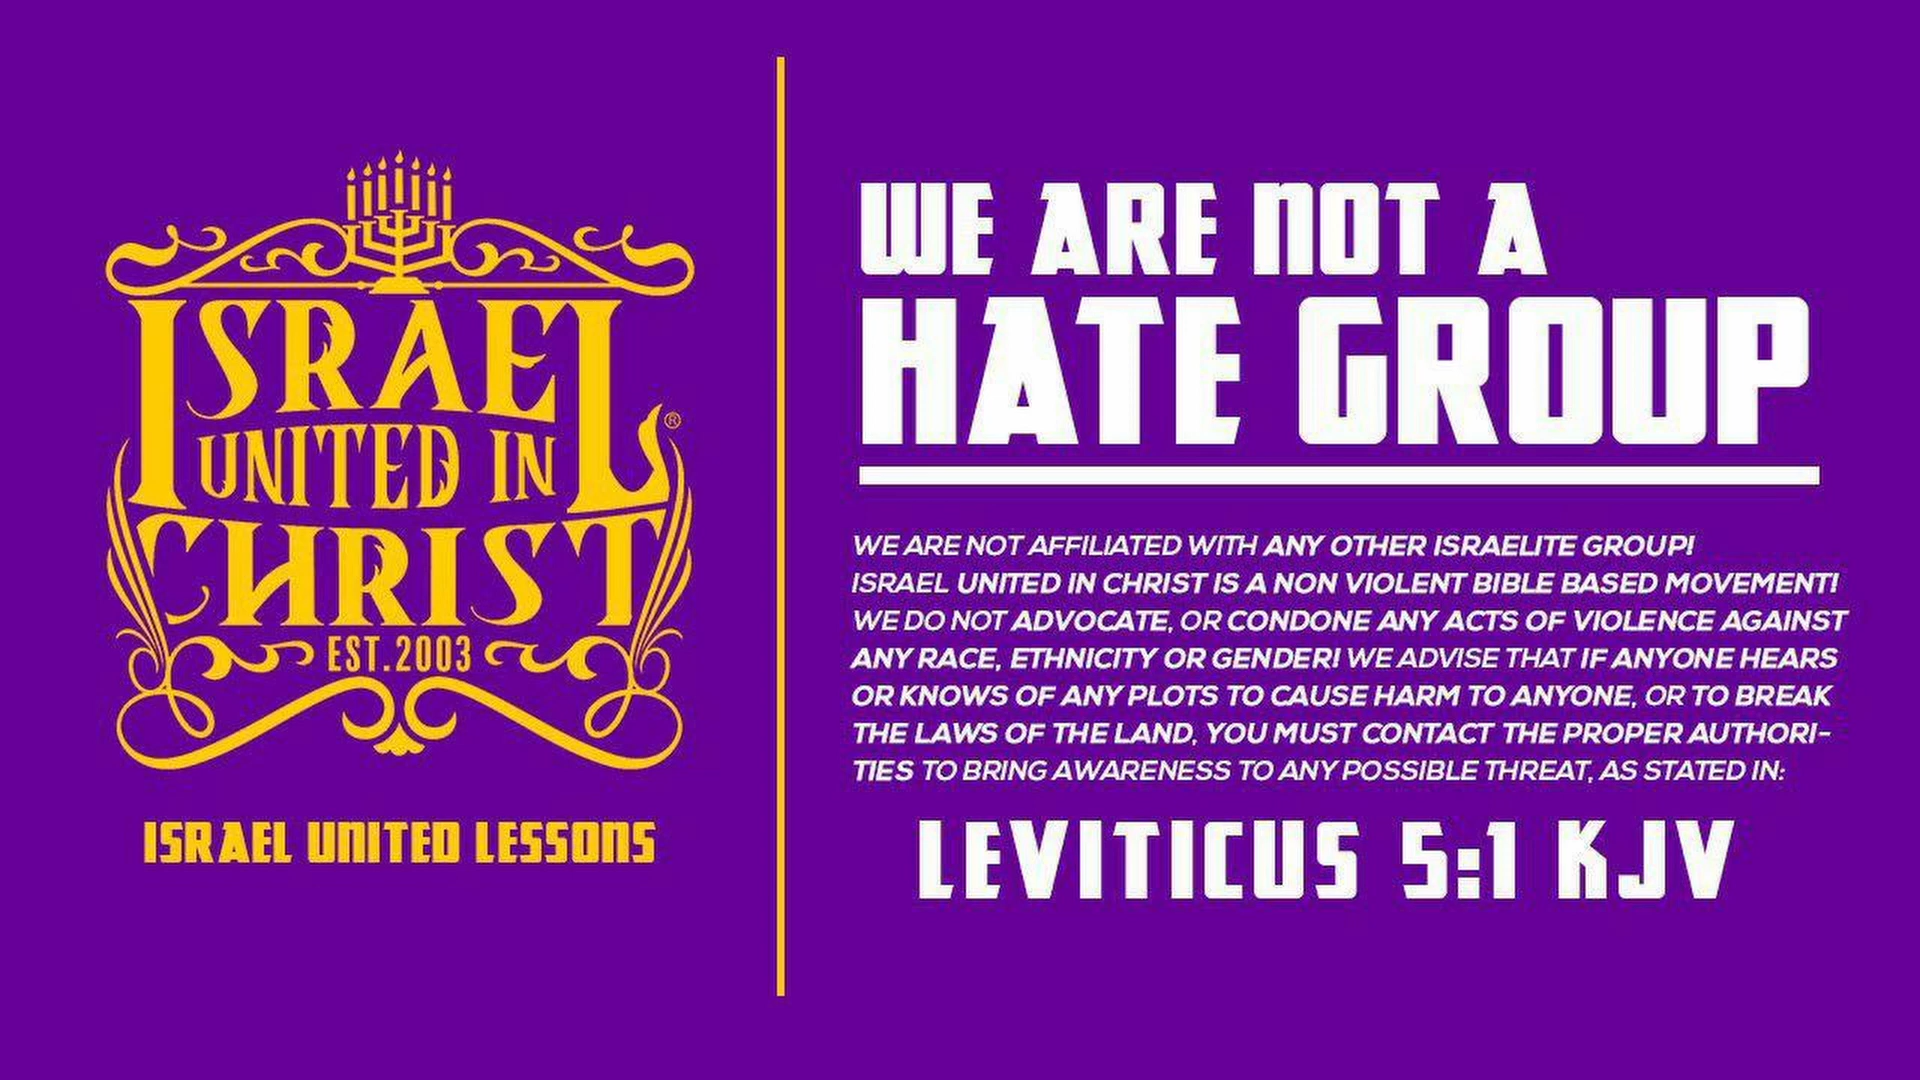 ISRAEL
UNITED IN
CHRIST
®
EST.2003
ISRAEL UNITED LESSONS
WE ARE NOT A
HATE GROUP
WE ARE NOT AFFILIATED WITH ANY OTHER ISRAELITE GROUP!
ISRAEL UNITED IN CHRIST IS A NON VIOLENT BIBLE BASED MOVEMENT!
WE DO NOT ADVOCATE, OR CONDONE ANY ACTS OF VIOLENCE AGAINST
ANY RACE, ETHNICITY OR GENDER! WE ADVISE THAT IF ANYONE HEARS
OR KNOWS OF ANY PLOTS TO CAUSE HARM TO ANYONE, OR TO BREAK
THE LAWS OF THE LAND, YOU MUST CONTACT THE PROPER AUTHORI-
TIES TO BRING AWARENESS TO ANY POSSIBLE THREAT, AS STATED IN:
LEVITICUS 5:1 KJV